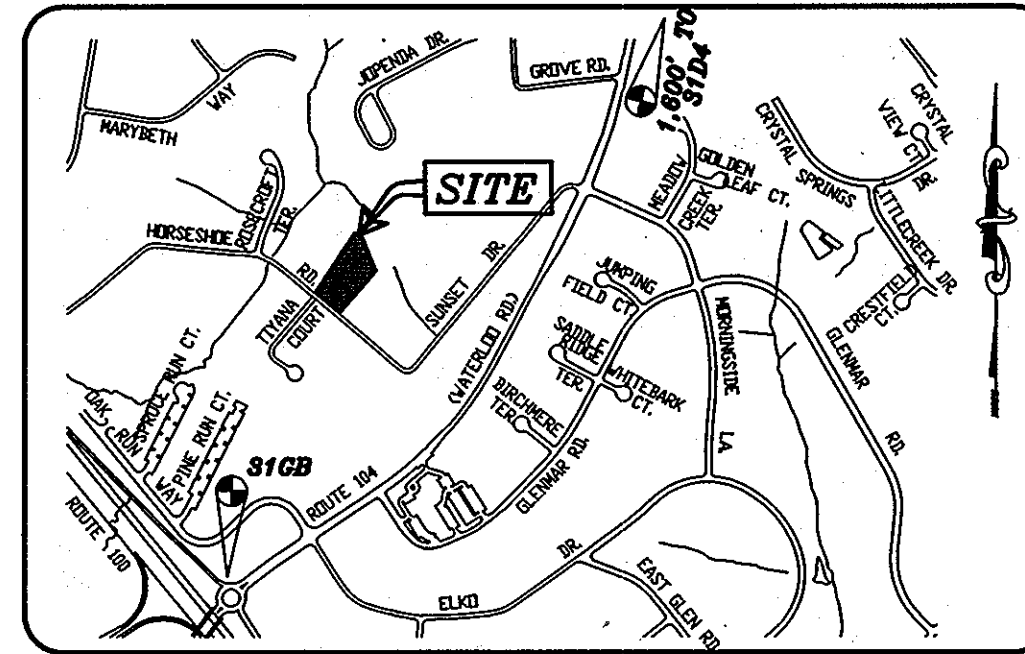 JOPENDA DR.
GROVE RD.
1,600' TO
31D4
MARYBETH
WAY
CRYSTAL
VIEW CT.
CRYSTAL SPRINGS
DR.
MEADOW
CREEK
TER.
GOLDEN
LEAF CT.
SITE
ROSECROFT
TER.
HORSESHOE
RD
LITTLECREEK DR.
CRESTFIELD
CT.
JUMPING
FIELD CT.
SUNSET
DR.
TIYANA
COURT
(WATERLOO RD.)
SADDLE
RIDGE
TER.
WHITEBARK
CT.
MORNINGSIDE
LA.
GLENMAR
RD.
BIRCHMERE
TER.
GLENMAR RD.
OAK
RUN
WAY
SPRUCE RUN CT.
PINE RUN CT.
31GB
ROUTE 104
ROUTE 100
ELKO
DR.
EAST GLEN RD.